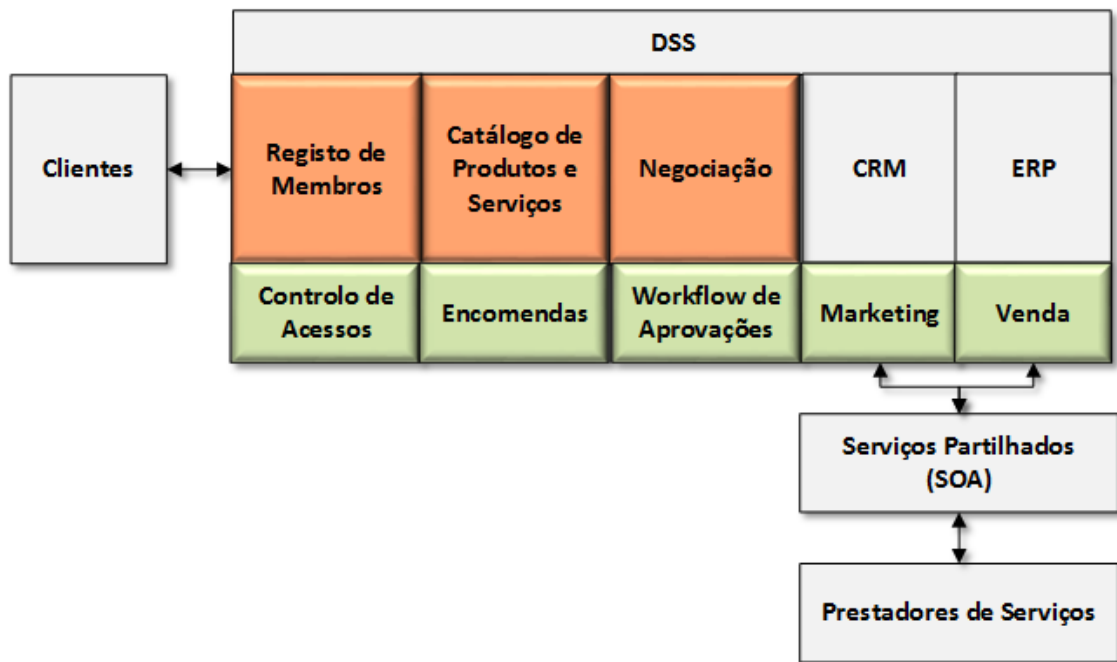 DSS
Clientes
Registo de
Membros
Catálogo de
Produtos e
Serviços
Negociação
CRM
ERP
Controlo de
Acessos
Encomendas
Workflow de
Aprovações
Marketing
Venda
Serviços Partilhados
(SOA)
Prestadores de Serviços